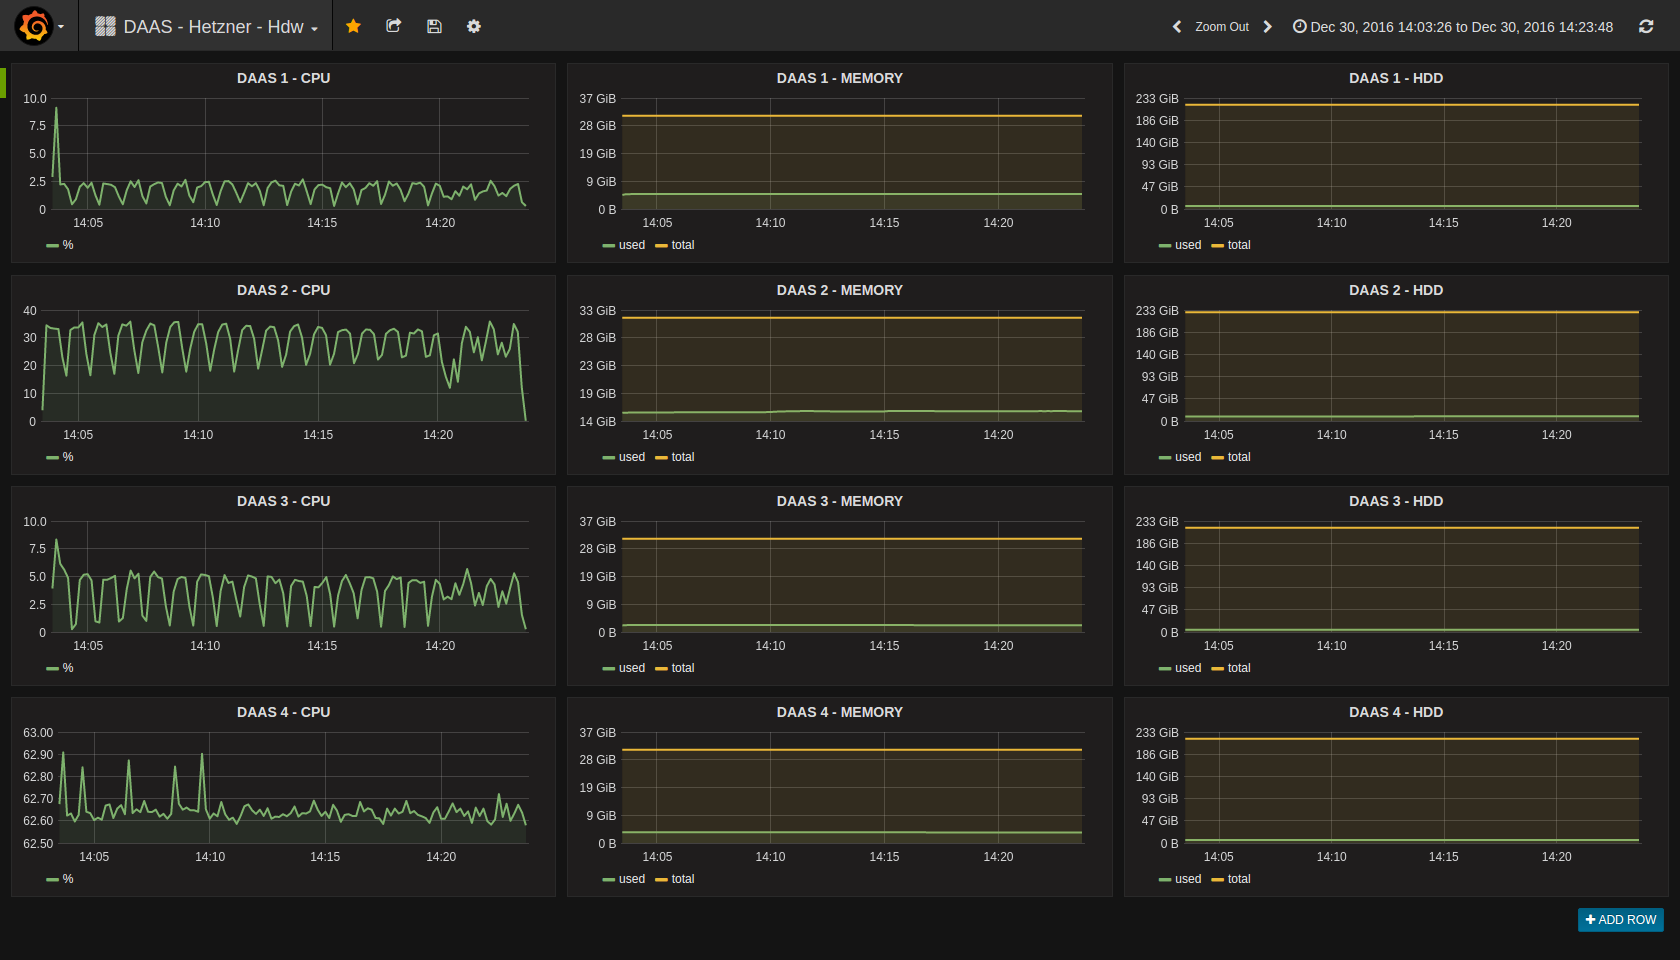 DAAS - Hetzner - Hdw
Zoom Out
Dec 30, 2016 14:03:26 to Dec 30, 2016 14:23:48
DAAS 1 - CPU
10.0
7.5
5.0
2.5
0
14:05 14:10 14:15 14:20
%
DAAS 1 - MEMORY
37 GiB
28 GiB
19 GiB
9 GiB
0 B
14:05 14:10 14:15 14:20
used total
DAAS 1 - HDD
233 GiB
186 GiB
140 GiB
93 GiB
47 GiB
0 B
14:05 14:10 14:15 14:20
used total
DAAS 2 - CPU
40
30
20
10
0
14:05 14:10 14:15 14:20
%
DAAS 2 - MEMORY
33 GiB
28 GiB
23 GiB
19 GiB
14 GiB
14:05 14:10 14:15 14:20
used total
DAAS 2 - HDD
233 GiB
186 GiB
140 GiB
93 GiB
47 GiB
0 B
14:05 14:10 14:15 14:20
used total
DAAS 3 - CPU
10.0
7.5
5.0
2.5
0
14:05 14:10 14:15 14:20
%
DAAS 3 - MEMORY
37 GiB
28 GiB
19 GiB
9 GiB
0 B
14:05 14:10 14:15 14:20
used total
DAAS 3 - HDD
233 GiB
186 GiB
140 GiB
93 GiB
47 GiB
0 B
14:05 14:10 14:15 14:20
used total
DAAS 4 - CPU
63.00
62.90
62.80
62.70
62.60
62.50
14:05 14:10 14:15 14:20
%
DAAS 4 - MEMORY
37 GiB
28 GiB
19 GiB
9 GiB
0 B
14:05 14:10 14:15 14:20
used total
DAAS 4 - HDD
233 GiB
186 GiB
140 GiB
93 GiB
47 GiB
0 B
14:05 14:10 14:15 14:20
used total
ADD ROW